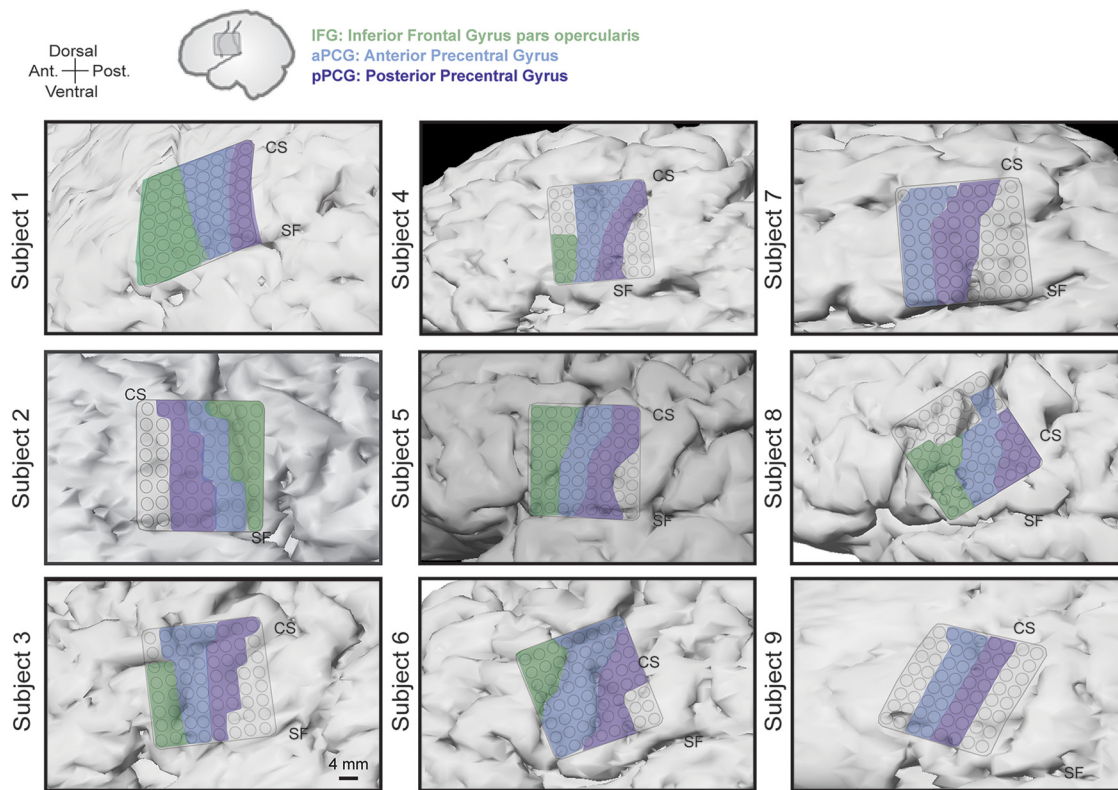 Dorsal
Ant. Post.
Ventral
IFG: Inferior Frontal Gyrus pars opercularis
aPCG: Anterior Precentral Gyrus
pPCG: Posterior Precentral Gyrus
Subject 1
CS
SF
Subject 4
CS
SF
Subject 7
CS
SF
Subject 2
CS
SF
Subject 5
CS
SF
Subject 8
CS
SF
Subject 3
CS
SF
4 mm
Subject 6
CS
SF
Subject 9
CS
SF